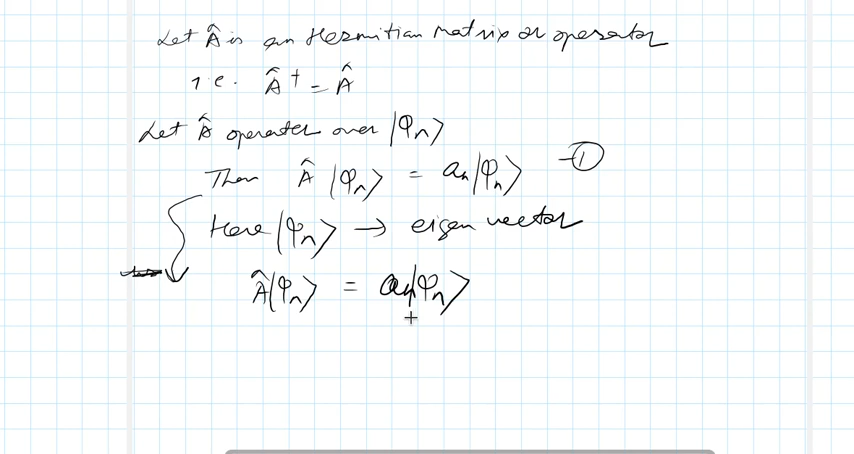 Let Â is an Hermitian Matrix or operator
i.e. Â† = Â
Let Â operates over |φn⟩
Then Â |φn⟩ = an|φn⟩ —①
Here |φn⟩ → eigen vector
Â|φn⟩ = an|φn⟩